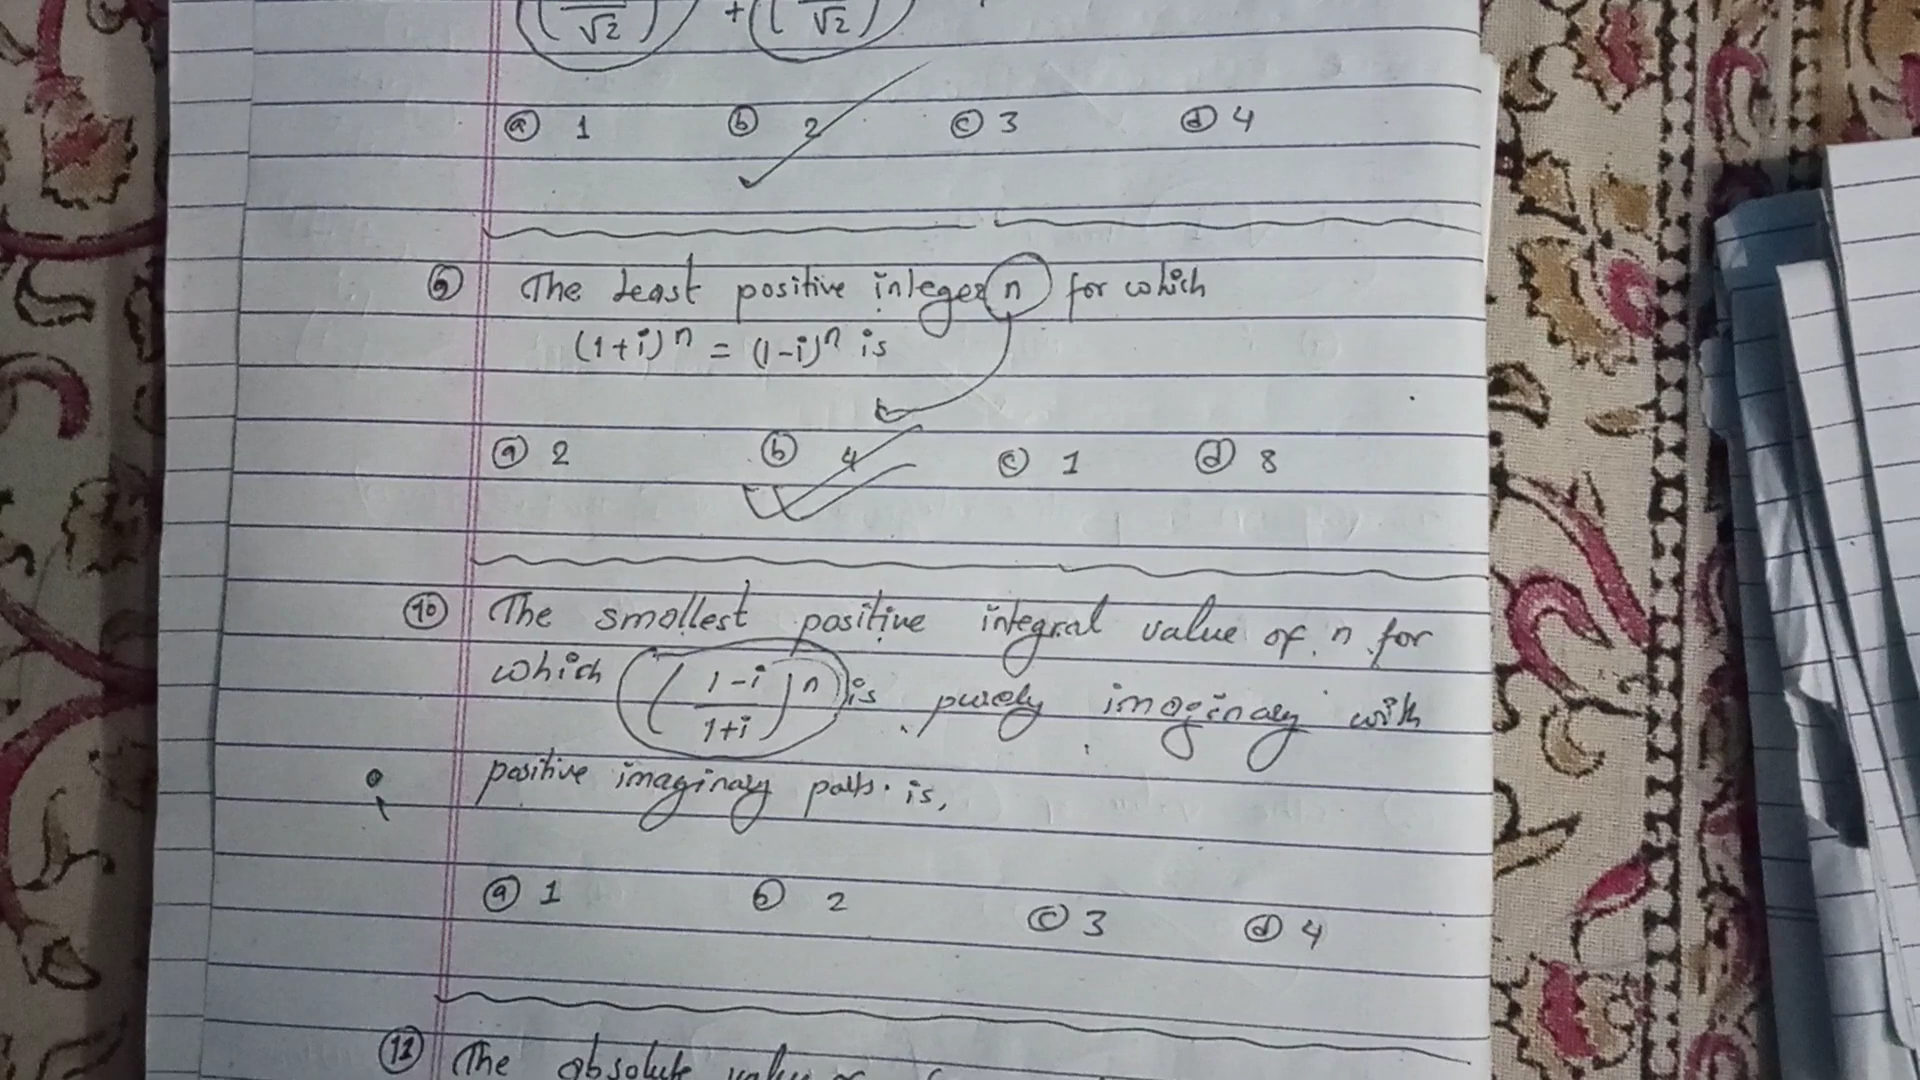 (  /√2 ) + (  /√2 )
ⓐ 1 ⓑ 2 ⓒ 3 ⓓ 4
⑨ The least positive integer n for which
(1+i)ⁿ = (1-i)ⁿ is
ⓐ 2 ⓑ 4 ⓒ 1 ⓓ 8
⑩ The smallest positive integral value of n for
which ((1-i)/(1+i))ⁿ is purely imaginary with
positive imaginary parts. is,
ⓐ 1 ⓑ 2 ⓒ 3 ⓓ 4
⑪ The absolute value of